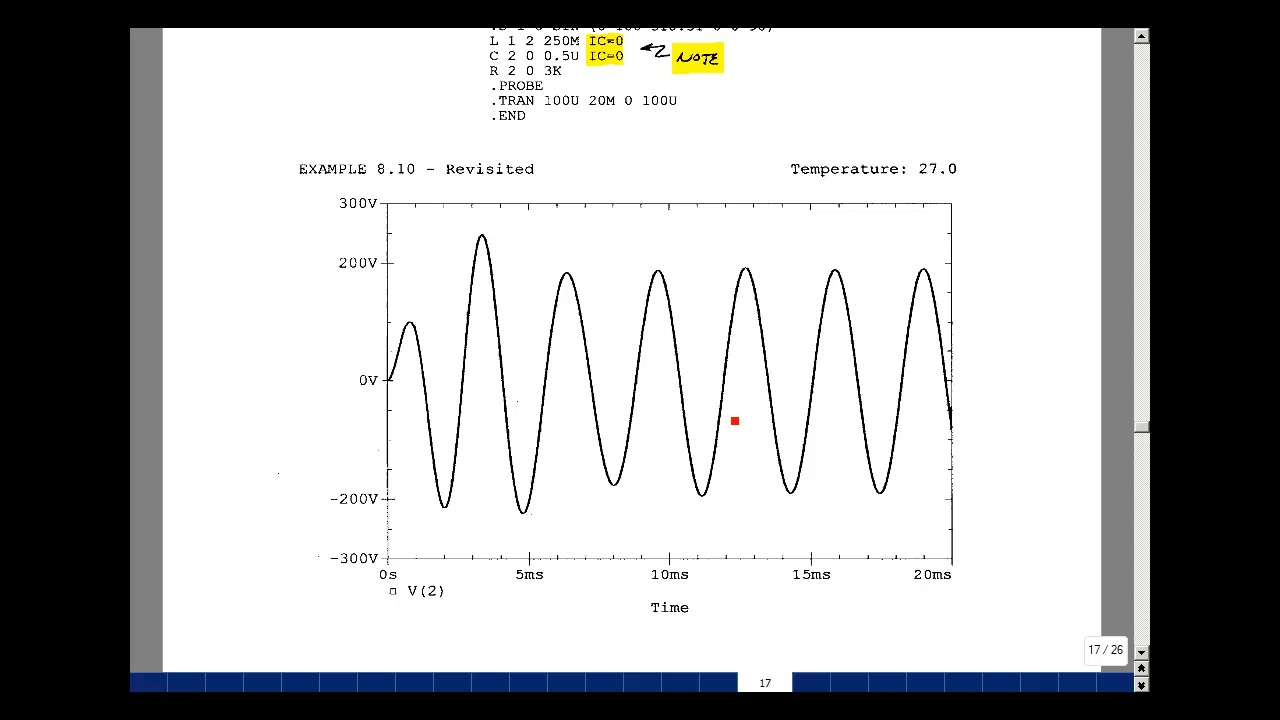 L 1 2 250M IC=0
C 2 0 0.5U IC=0
NOTE
R 2 0 3K
.PROBE
.TRAN 100U 20M 0 100U
.END
EXAMPLE 8.10 - Revisited Temperature: 27.0
300V
200V
0V
-200V
-300V
0s 5ms 10ms 15ms 20ms
V(2)
Time
17 / 26
17